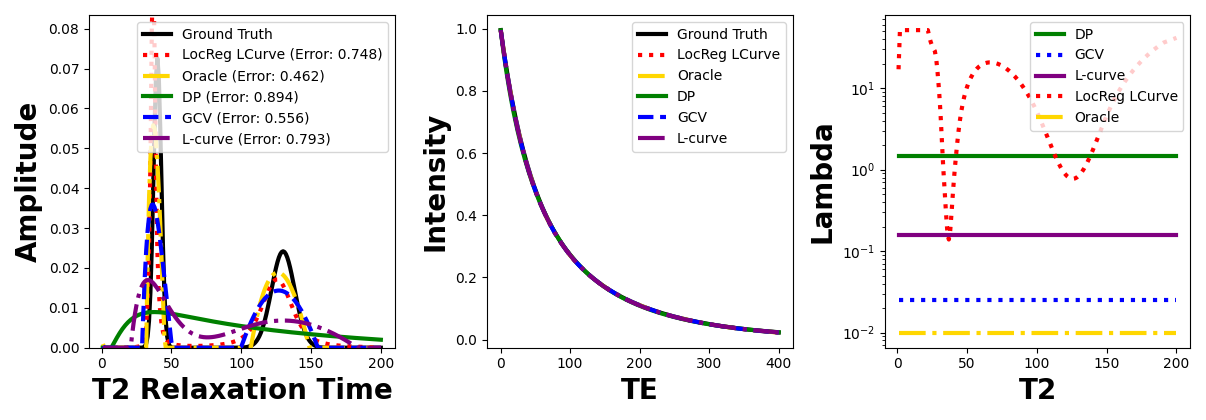 Amplitude
0.08
0.07
0.06
0.05
0.04
0.03
0.02
0.01
0.00
Ground Truth
LocReg LCurve (Error: 0.748)
Oracle (Error: 0.462)
DP (Error: 0.894)
GCV (Error: 0.556)
L-curve (Error: 0.793)
0 50 100 150 200
T2 Relaxation Time
Intensity
1.0
0.8
0.6
0.4
0.2
0.0
Ground Truth
LocReg LCurve
Oracle
DP
GCV
L-curve
0 100 200 300 400
TE
Lambda
10¹
10⁰
10⁻¹
10⁻²
DP
GCV
L-curve
LocReg LCurve
Oracle
0 50 100 150 200
T2